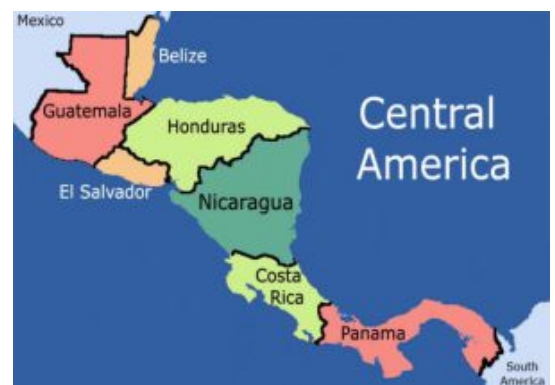 Mexico
Belize
Guatemala
Honduras
Central
America
El Salvador
Nicaragua
Costa
Rica
Panama
South
America